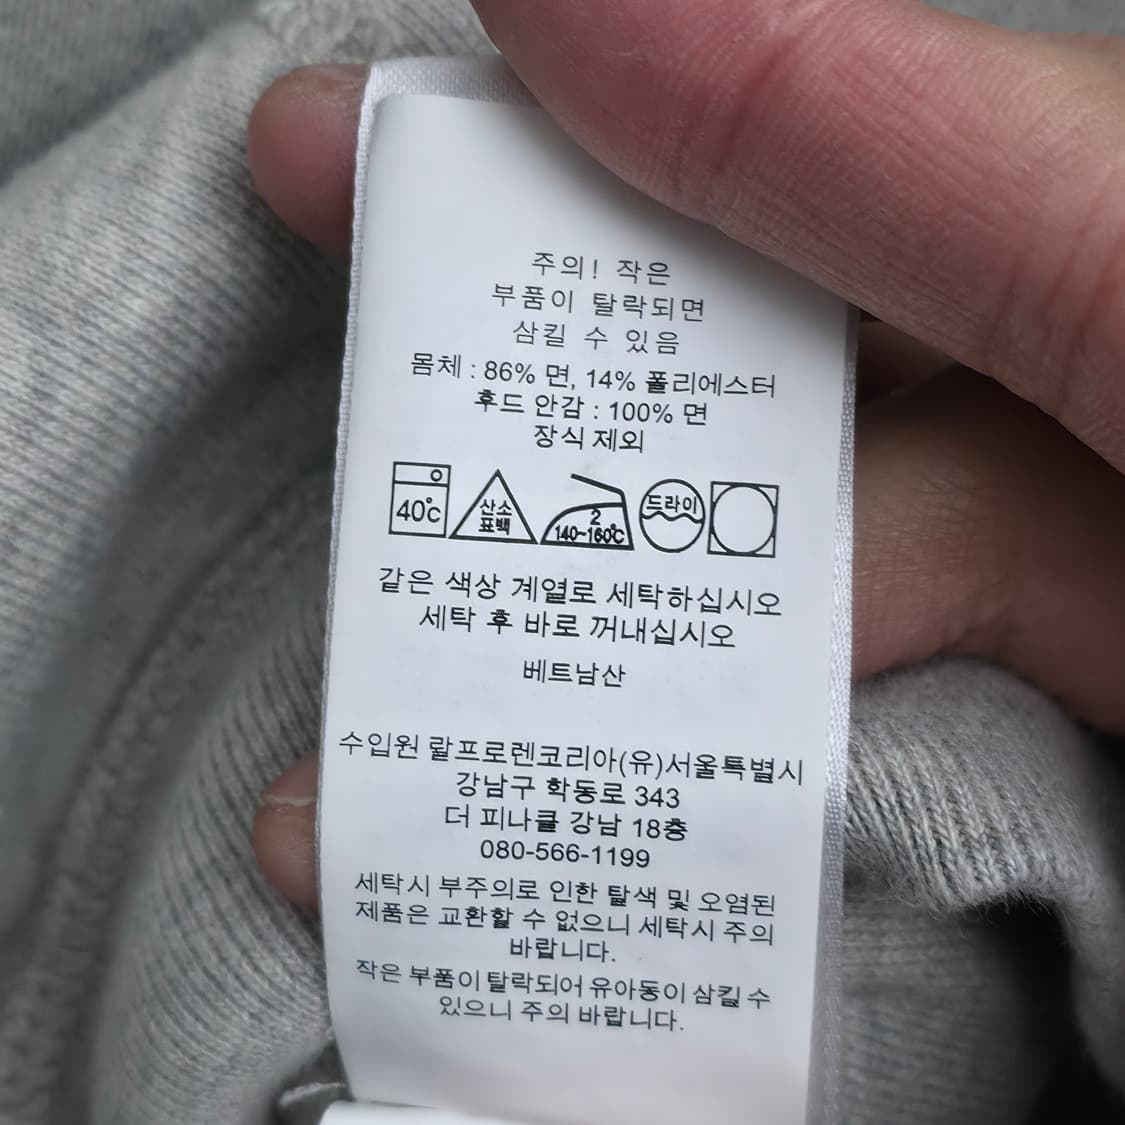 주의! 작은
부품이 탈락되면
삼킬 수 있음
몸체 : 86% 면, 14% 폴리에스터
후드 안감 : 100% 면
장식 제외
40℃ 산소 표백 2 140~160℃ 드라이
같은 색상 계열로 세탁하십시오
세탁 후 바로 꺼내십시오
베트남산
수입원 랄프로렌코리아(유)서울특별시
강남구 학동로 343
더 피나클 강남 18층
080-566-1199
세탁시 부주의로 인한 탈색 및 오염된
제품은 교환할 수 없으니 세탁시 주의
바랍니다.
작은 부품이 탈락되어 유아동이 삼킬 수
있으니 주의 바랍니다.